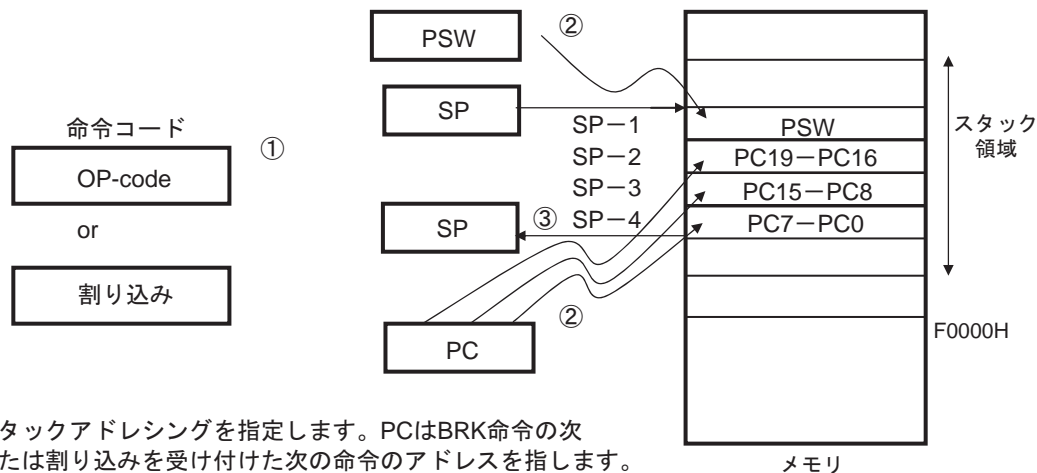 PSW
②
SP
SP－1
PSW
スタック
領域
命令コード
①
OP-code
SP－2
PC19－PC16
SP－3
PC15－PC8
or
SP
③
SP－4
PC7－PC0
割り込み
②
PC
F0000H
タックアドレシングを指定します。PCはBRK命令の次
たは割り込みを受け付けた次の命令のアドレスを指します。
メモリ